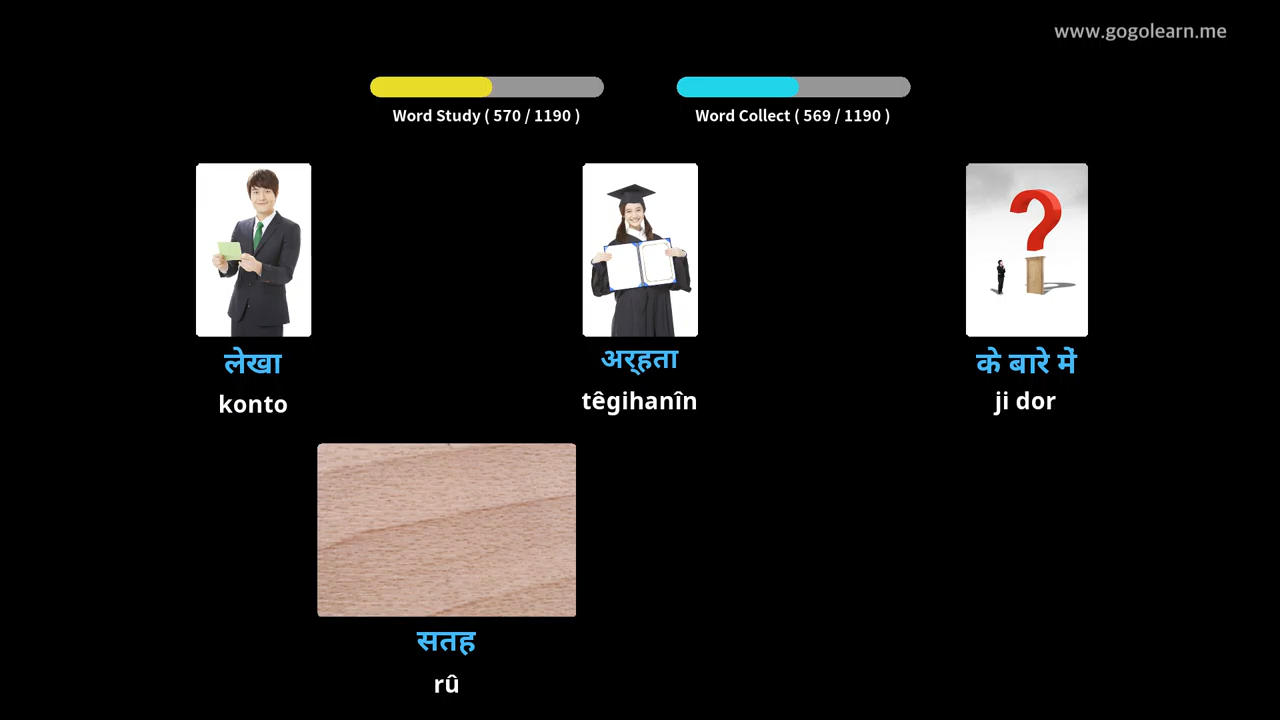 www.gogolearn.me
Word Study ( 570 / 1190 )
Word Collect ( 569 / 1190 )
लेखा
अर्हता
के बारे में
konto
têgihanîn
ji dor
सतह
rû